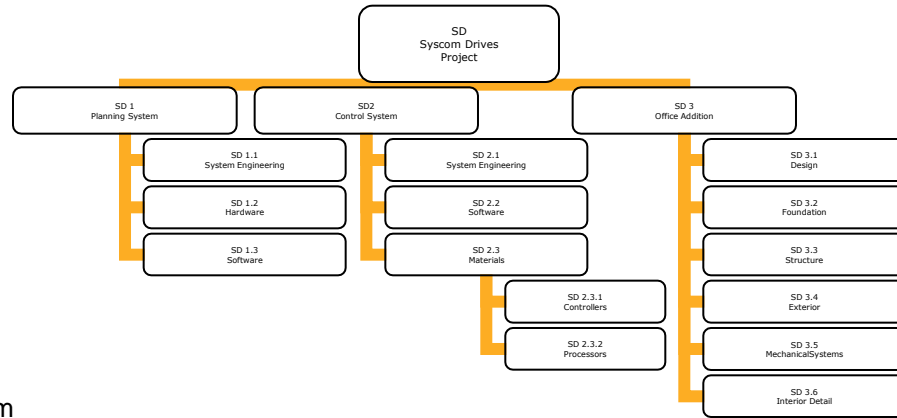 SD
Syscom Drives
Project
SD 1
Planning System
SD2
Control System
SD 3
Office Addition
SD 1.1
System Engineering
SD 1.2
Hardware
SD 1.3
Software
SD 2.1
System Engineering
SD 2.2
Software
SD 2.3
Materials
SD 2.3.1
Controllers
SD 2.3.2
Processors
SD 3.1
Design
SD 3.2
Foundation
SD 3.3
Structure
SD 3.4
Exterior
SD 3.5
MechanicalSystems
SD 3.6
Interior Detail